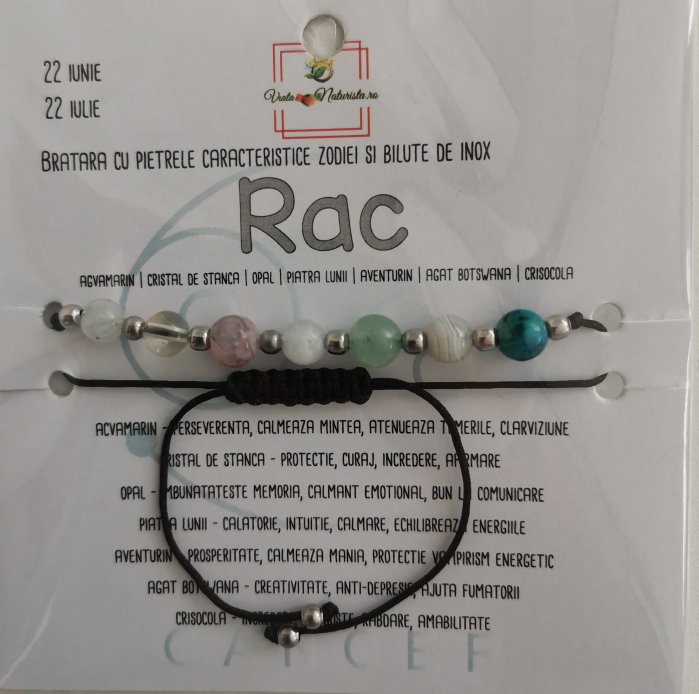 22 IUNIE
22 IULIE
Viata Naturista.ro
BRATARA CU PIETRELE CARACTERISTICE ZODIEI SI BILUTE DE INOX
Rac
AGVAMARIN | CRISTAL DE STANCA | OPAL | PIATRA LUNII | AVENTURIN | AGAT BOTSWANA | CRISOCOLA
ACVAMARIN - PERSEVERENTA, CALMEAZA MINTEA, ATENUEAZA TEMERILE, CLARVIZIUNE
CRISTAL DE STANCA - PROTECTIE, CURAJ, INCREDERE, AFIRMARE
OPAL - IMBUNATATESTE MEMORIA, CALMANT EMOTIONAL, BUN LA COMUNICARE
PIATRA LUNII - CALATORIE, INTUITIE, CALMARE, ECHILIBREAZA ENERGIILE
AVENTURIN - PROSPERITATE, CALMEAZA MANIA, PROTECTIE VAMPIRISM ENERGETIC
AGAT BOTSWANA - CREATIVITATE, ANTI-DEPRESIE, AJUTA FUMATORII
CRISOCOLA - RABDARE, AMABILITATE
CANCER